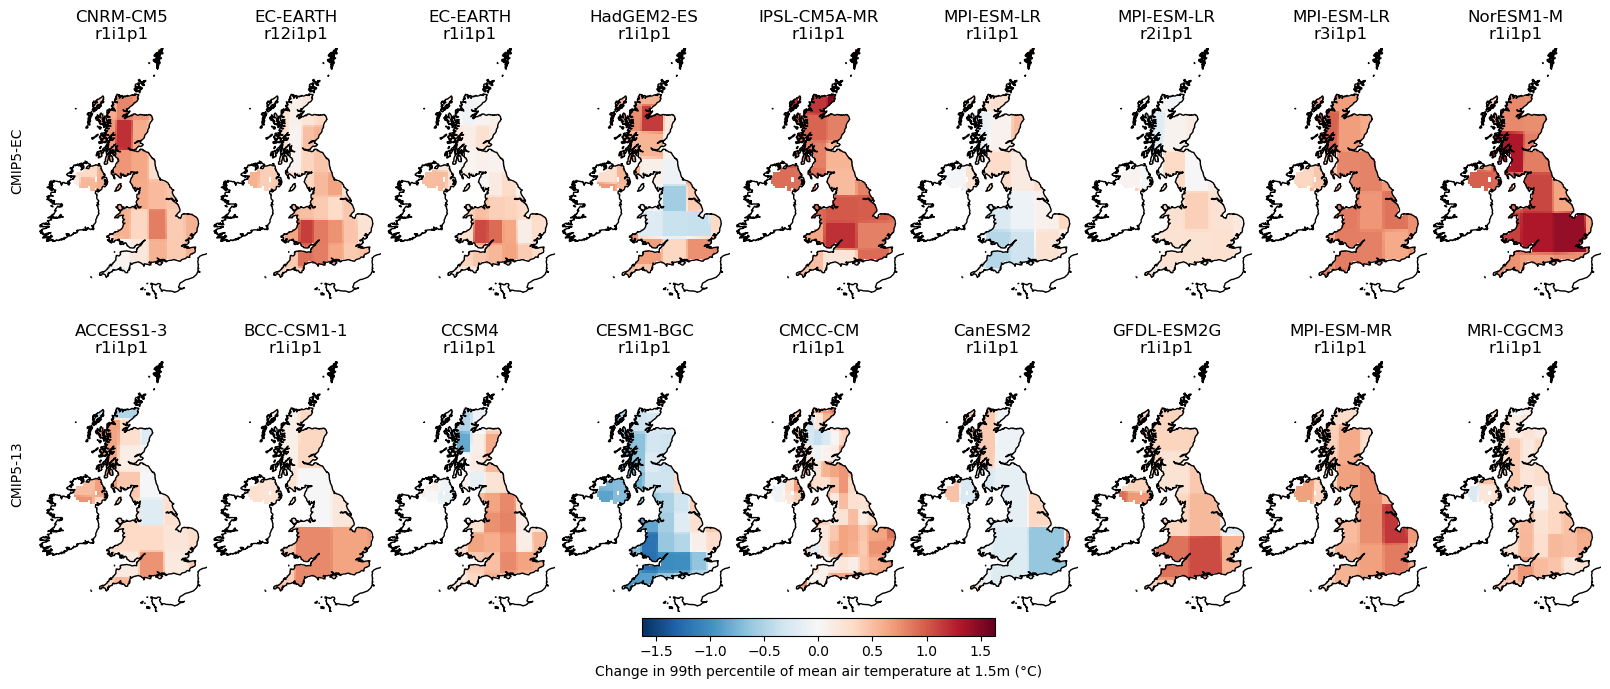 CNRM-CM5 EC-EARTH EC-EARTH HadGEM2-ES IPSL-CM5A-MR MPI-ESM-LR MPI-ESM-LR MPI-ESM-LR NorESM1-M
r1i1p1 r12i1p1 r1i1p1 r1i1p1 r1i1p1 r1i1p1 r2i1p1 r3i1p1 r1i1p1
CMIP5-EC
ACCESS1-3 BCC-CSM1-1 CCSM4 CESM1-BGC CMCC-CM CanESM2 GFDL-ESM2G MPI-ESM-MR MRI-CGCM3
r1i1p1 r1i1p1 r1i1p1 r1i1p1 r1i1p1 r1i1p1 r1i1p1 r1i1p1 r1i1p1
CMIP5-13
−1.5 −1.0 −0.5 0.0 0.5 1.0 1.5
Change in 99th percentile of mean air temperature at 1.5m (°C)